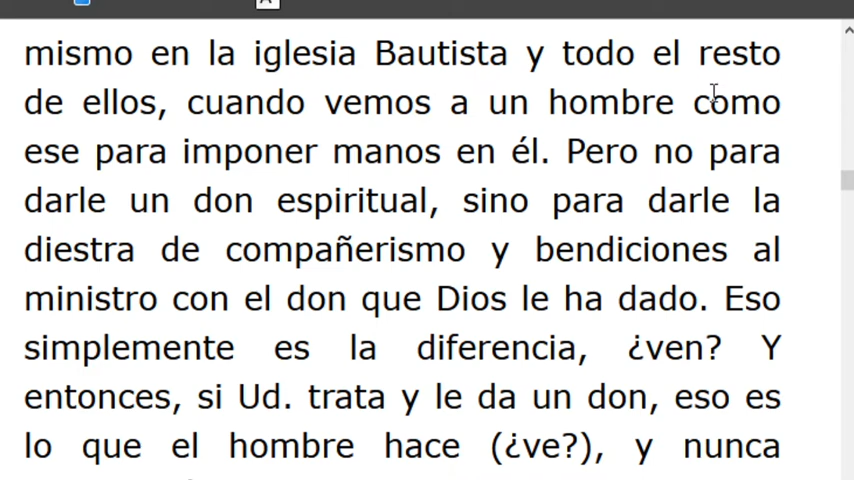 mismo en la iglesia Bautista y todo el resto
de ellos, cuando vemos a un hombre como
ese para imponer manos en él. Pero no para
darle un don espiritual, sino para darle la
diestra de compañerismo y bendiciones al
ministro con el don que Dios le ha dado. Eso
simplemente es la diferencia, ¿ven? Y
entonces, si Ud. trata y le da un don, eso es
lo que el hombre hace (¿ve?), y nunca